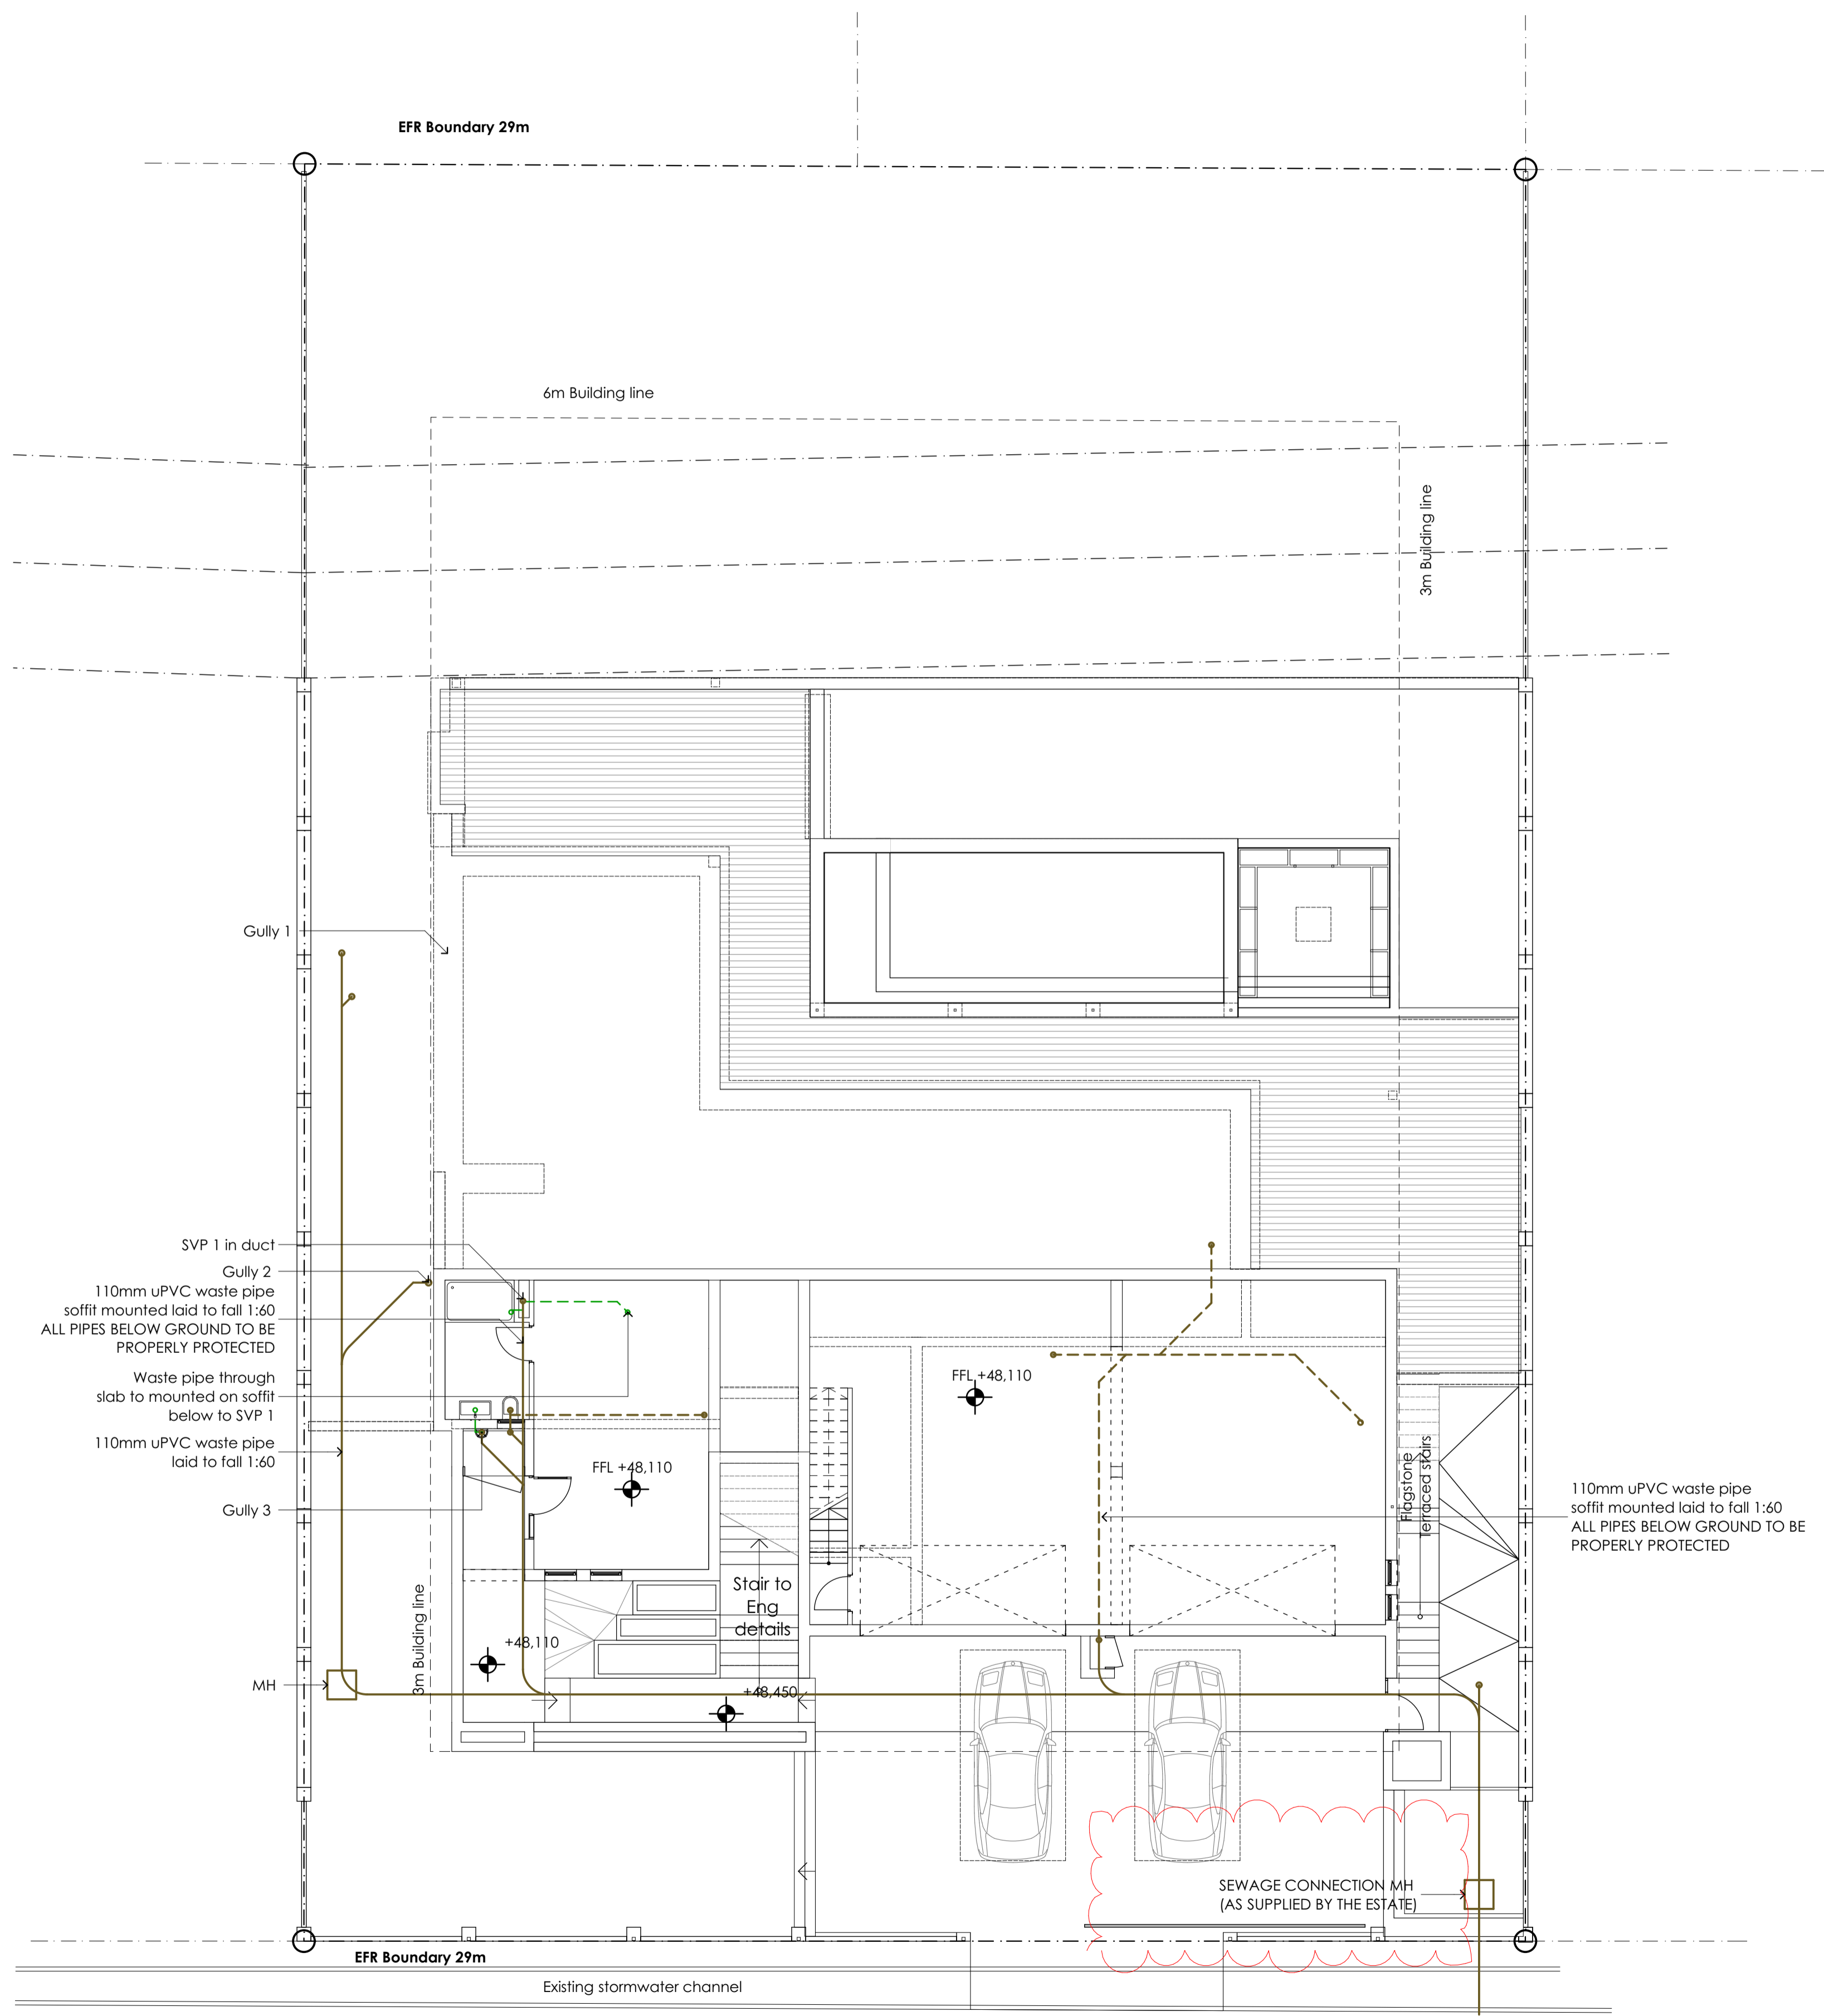 EFR Boundary 29m
6m Building line
3m Building line
Gully 1
SVP 1 in duct
Gully 2
110mm uPVC waste pipe
soffit mounted laid to fall 1:60
ALL PIPES BELOW GROUND TO BE
PROPERLY PROTECTED
Waste pipe through
slab to mounted on soffit
below to SVP 1
110mm uPVC waste pipe
laid to fall 1:60
Gully 3
FFL +48,110
FFL +48,110
Flagstone
Terraced stairs
110mm uPVC waste pipe
soffit mounted laid to fall 1:60
ALL PIPES BELOW GROUND TO BE
PROPERLY PROTECTED
Stair to
Eng
details
3m Building line
+48,110
MH
+48,450
SEWAGE CONNECTION MH
(AS SUPPLIED BY THE ESTATE)
EFR Boundary 29m
Existing stormwater channel